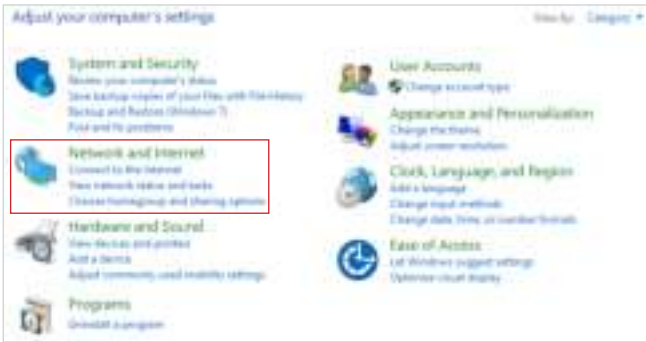 Adjust your computer's settings
View by: Category
System and Security
Review your computer's status
Save backup copies of your files with File History
Backup and Restore (Windows 7)
Find and fix problems
Network and Internet
Connect to the Internet
View network status and tasks
Choose homegroup and sharing options
Hardware and Sound
View devices and printers
Add a device
Adjust commonly used mobility settings
Programs
Uninstall a program
User Accounts
Change account type
Appearance and Personalization
Change the theme
Adjust screen resolution
Clock, Language, and Region
Add a language
Change input methods
Change date, time, or number formats
Ease of Access
Let Windows suggest settings
Optimize visual display